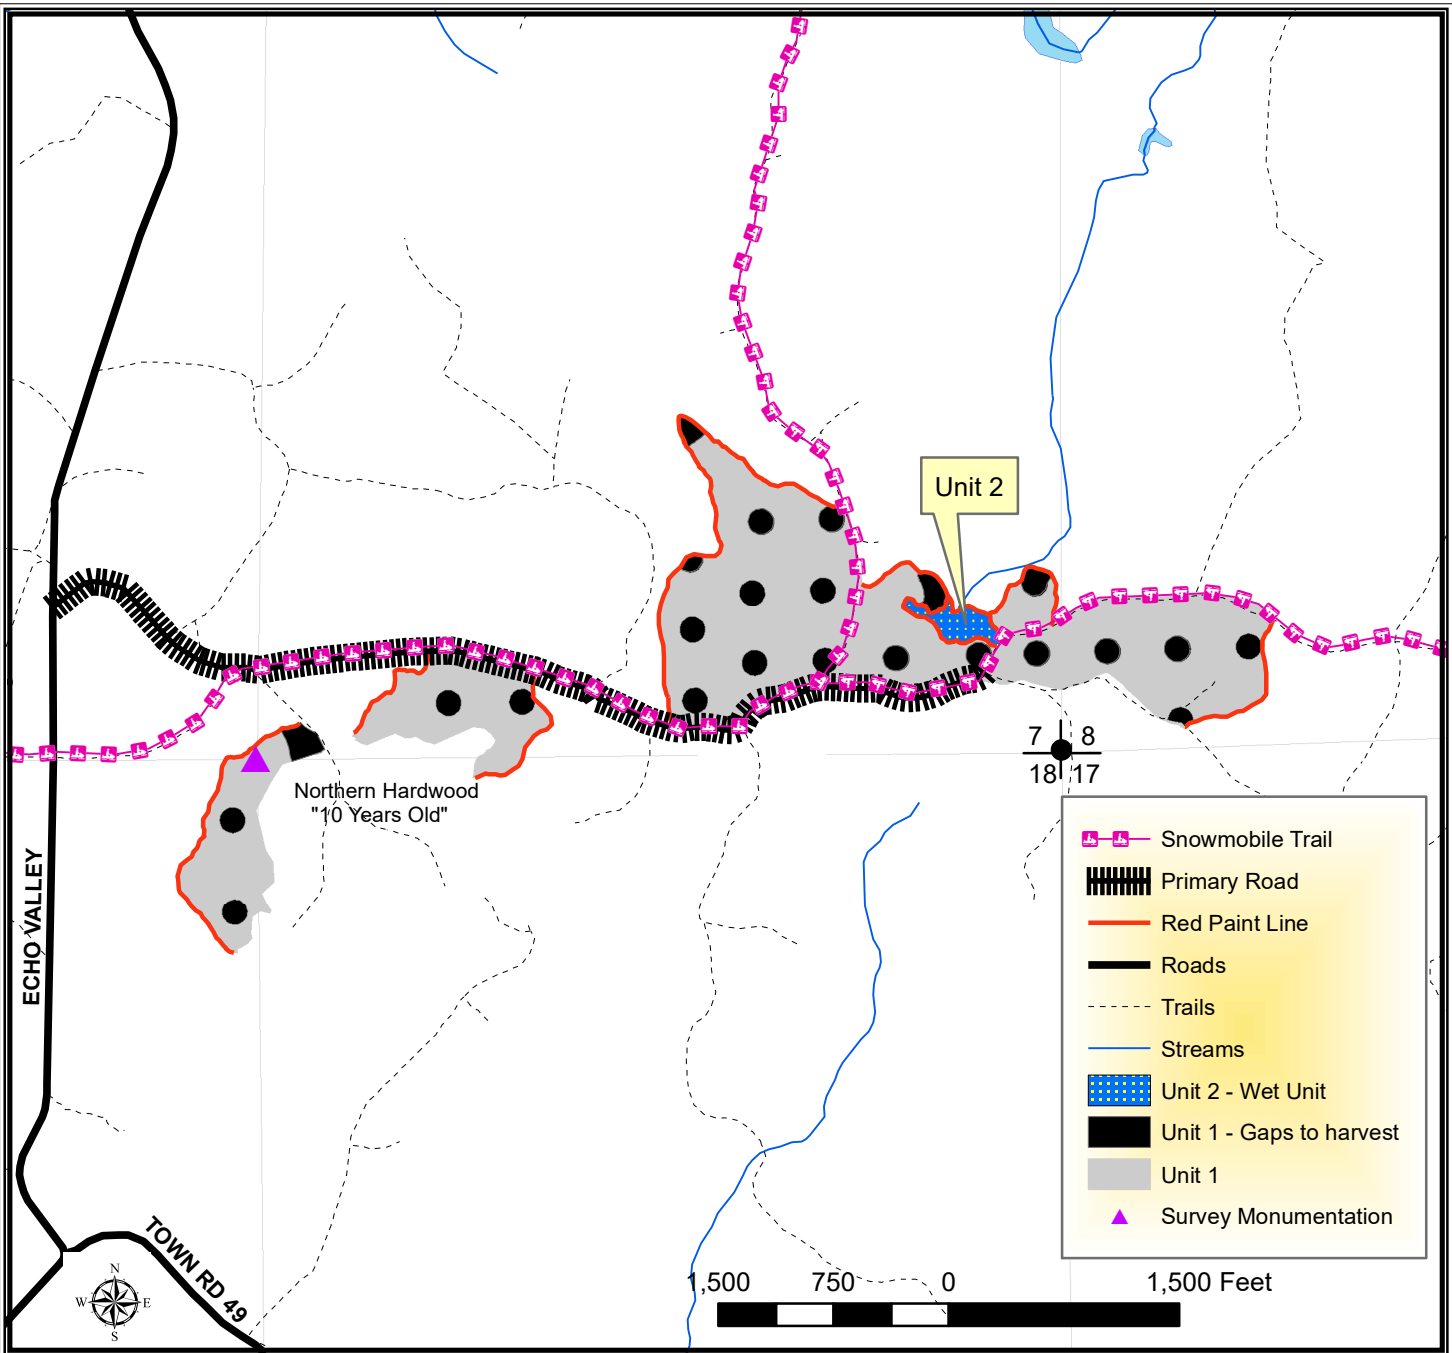 Unit 2
7 8
18 17
Northern Hardwood
"10 Years Old"
ECHO VALLEY
TOWN RD 49
N
W E
S
Snowmobile Trail
Primary Road
Red Paint Line
Roads
Trails
Streams
Unit 2 - Wet Unit
Unit 1 - Gaps to harvest
Unit 1
Survey Monumentation
1,500 750 0 1,500 Feet